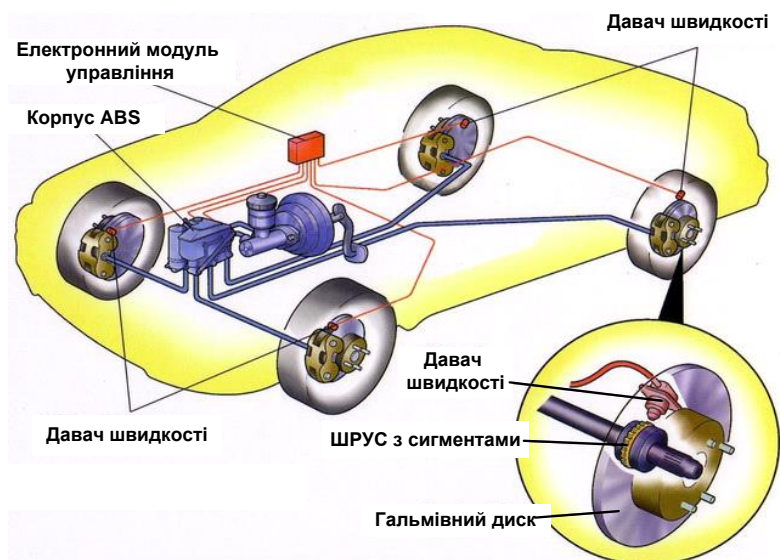 Давач швидкості
Електронний модуль
управління
Корпус ABS
Давач
швидкості
Давач швидкості
ШРУС з сигментами
Гальмівний диск